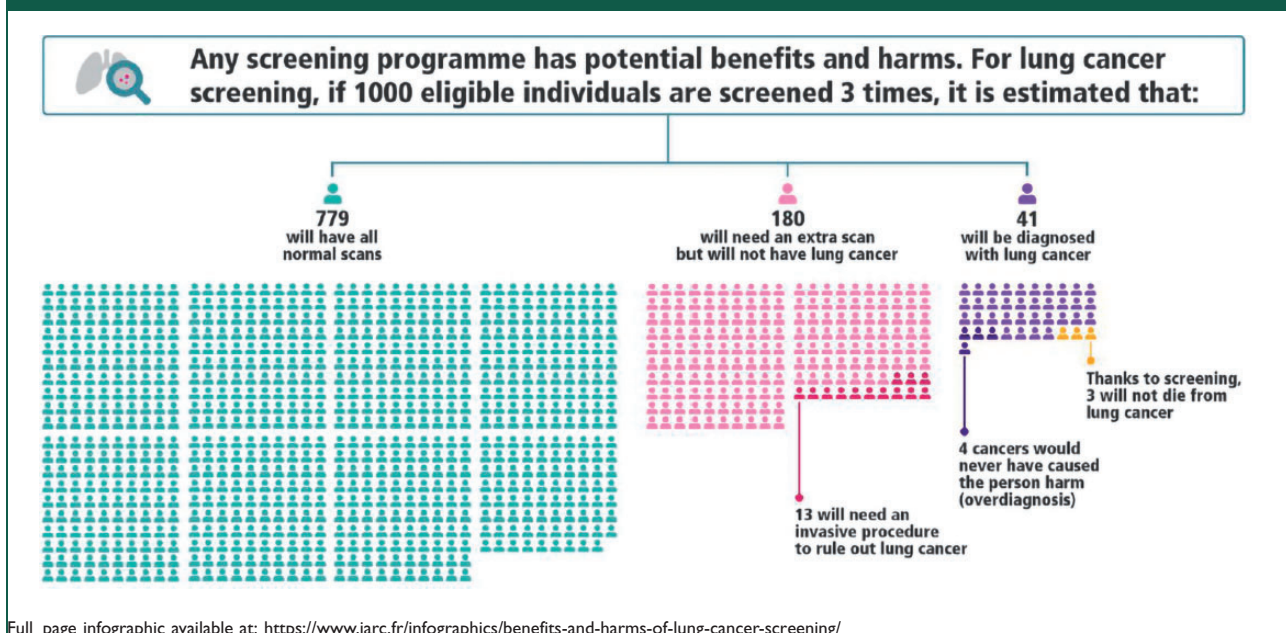 Any screening programme has potential benefits and harms. For lung cancer
screening, if 1000 eligible individuals are screened 3 times, it is estimated that:
779
will have all
normal scans
180
will need an extra scan
but will not have lung cancer
41
will be diagnosed
with lung cancer
Thanks to screening,
3 will not die from
lung cancer
4 cancers would
never have caused
the person harm
(overdiagnosis)
13 will need an
invasive procedure
to rule out lung cancer
Full page infographic available at: https://www.iarc.fr/infographics/benefits-and-harms-of-lung-cancer-screening/